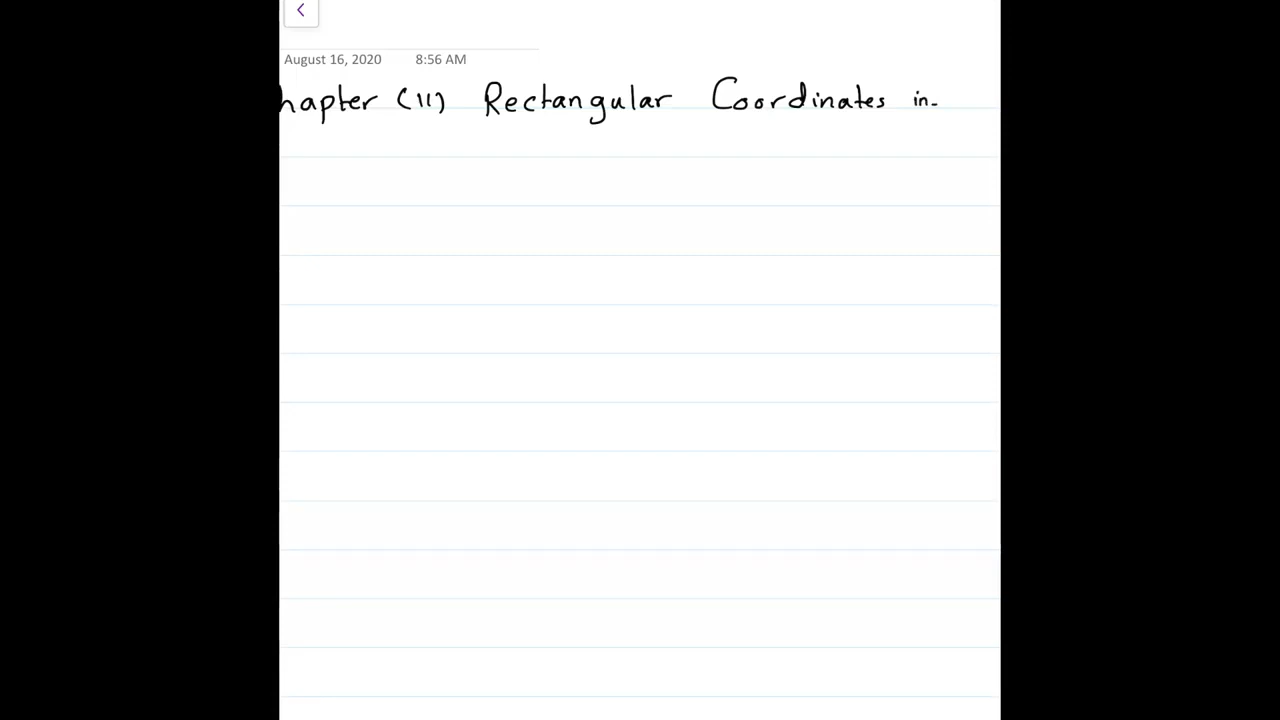 August 16, 2020 8:56 AM
hapter (11) Rectangular Coordinates in-